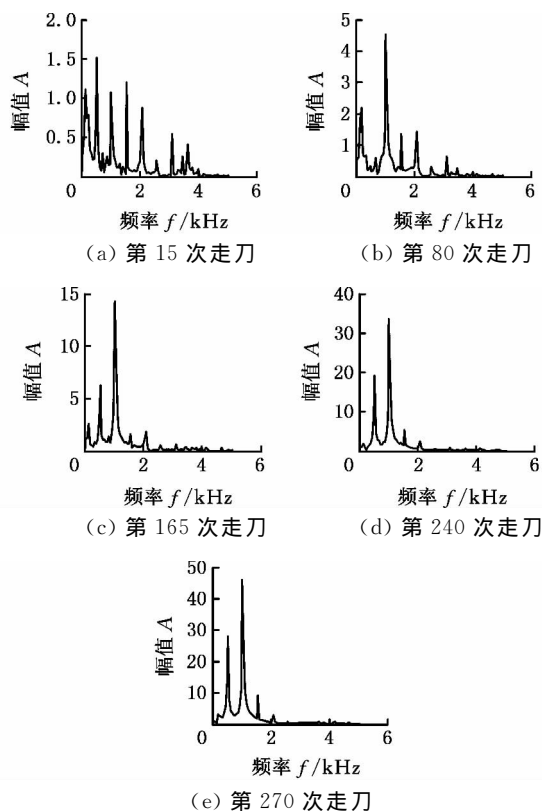 2.0 5
1.5 4
1.0 3
0.5 2
1
幅值 A 幅值 A
0 2 4 6 0 2 4 6
频率 f/kHz 频率 f/kHz
(a) 第 15 次走刀 (b) 第 80 次走刀
15 40
10 30
5 20
10
幅值 A 幅值 A
0 2 4 6 0 2 4 6
频率 f/kHz 频率 f/kHz
(c) 第 165 次走刀 (d) 第 240 次走刀
50
40
30
20
10
幅值 A
0 2 4 6
频率 f/kHz
(e) 第 270 次走刀